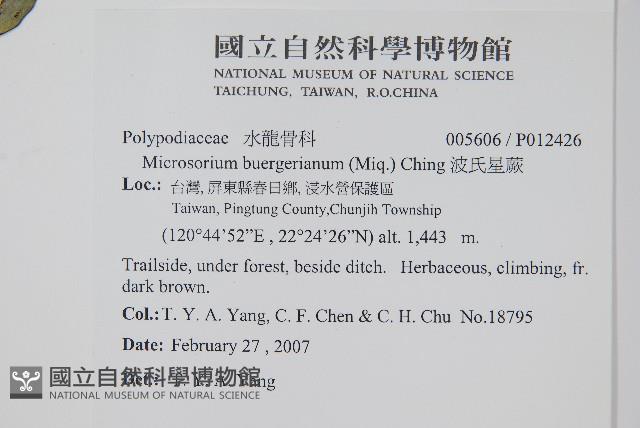 國立自然科學博物館
NATIONAL MUSEUM OF NATURAL SCIENCE
TAICHUNG, TAIWAN, R.O.CHINA
Polypodiaceae 水龍骨科 005606 / P012426
Microsorium buergerianum (Miq.) Ching 波氏星蕨
Loc.: 台灣, 屏東縣春日鄉, 浸水營保護區
Taiwan, Pingtung County,Chunjih Township
(120°44’52”E , 22°24’26”N) alt. 1,443 m.
Trailside, under forest, beside ditch. Herbaceous, climbing, fr.
dark brown.
Col.: T. Y. A. Yang, C. F. Chen & C. H. Chu No.18795
Date: February 27 , 2007
Yang
國立自然科學博物館
NATIONAL MUSEUM OF NATURAL SCIENCE